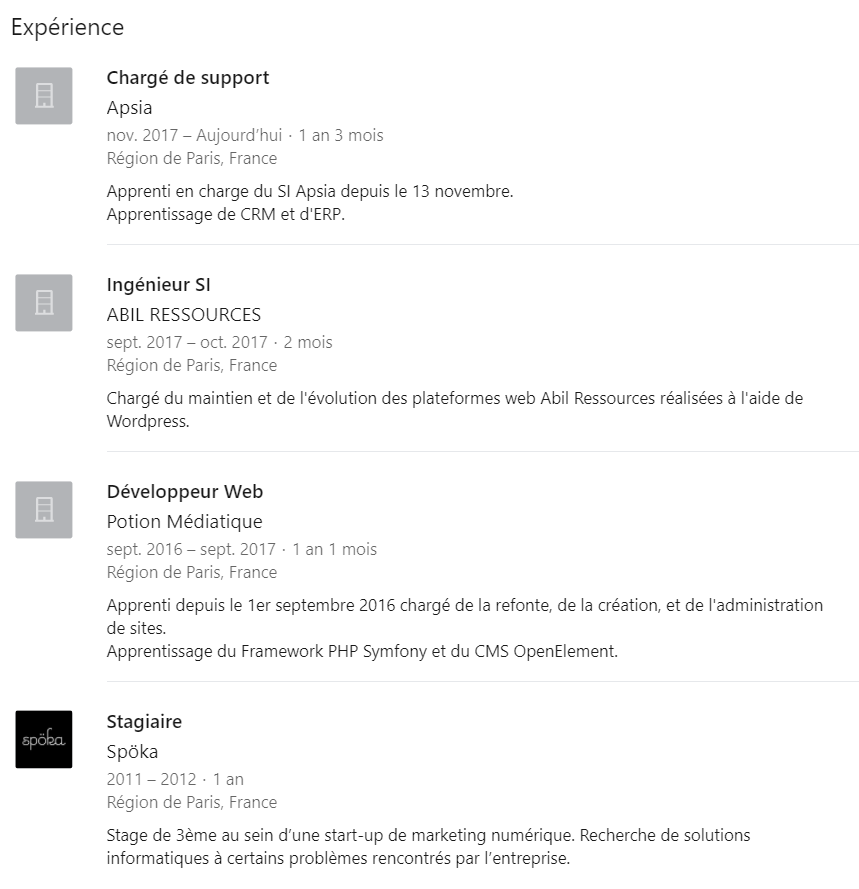 Expérience
Chargé de support
Apsia
nov. 2017 – Aujourd’hui · 1 an 3 mois
Région de Paris, France
Apprenti en charge du SI Apsia depuis le 13 novembre.
Apprentissage de CRM et d'ERP.
Ingénieur SI
ABIL RESSOURCES
sept. 2017 – oct. 2017 · 2 mois
Région de Paris, France
Chargé du maintien et de l'évolution des plateformes web Abil Ressources réalisées à l'aide de
Wordpress.
Développeur Web
Potion Médiatique
sept. 2016 – sept. 2017 · 1 an 1 mois
Région de Paris, France
Apprenti depuis le 1er septembre 2016 chargé de la refonte, de la création, et de l'administration
de sites.
Apprentissage du Framework PHP Symfony et du CMS OpenElement.
spöka
Stagiaire
Spöka
2011 – 2012 · 1 an
Région de Paris, France
Stage de 3ème au sein d’une start-up de marketing numérique. Recherche de solutions
informatiques à certains problèmes rencontrés par l’entreprise.